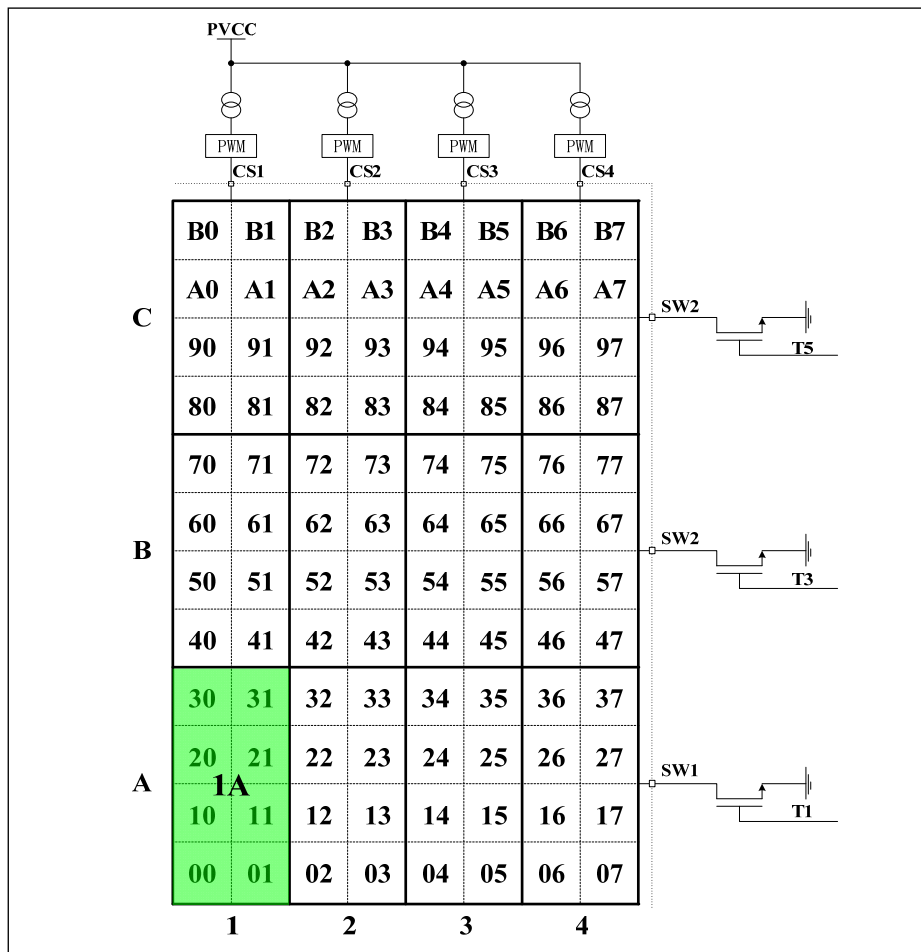 PVCC
PWM PWM PWM PWM
CS1 CS2 CS3 CS4
B0 B1 B2 B3 B4 B5 B6 B7
A0 A1 A2 A3 A4 A5 A6 A7
C SW2
90 91 92 93 94 95 96 97
T5
80 81 82 83 84 85 86 87
70 71 72 73 74 75 76 77
60 61 62 63 64 65 66 67
B SW2
50 51 52 53 54 55 56 57
T3
40 41 42 43 44 45 46 47
30 31 32 33 34 35 36 37
20 21 22 23 24 25 26 27
A 1A SW1
10 11 12 13 14 15 16 17
T1
00 01 02 03 04 05 06 07
1 2 3 4